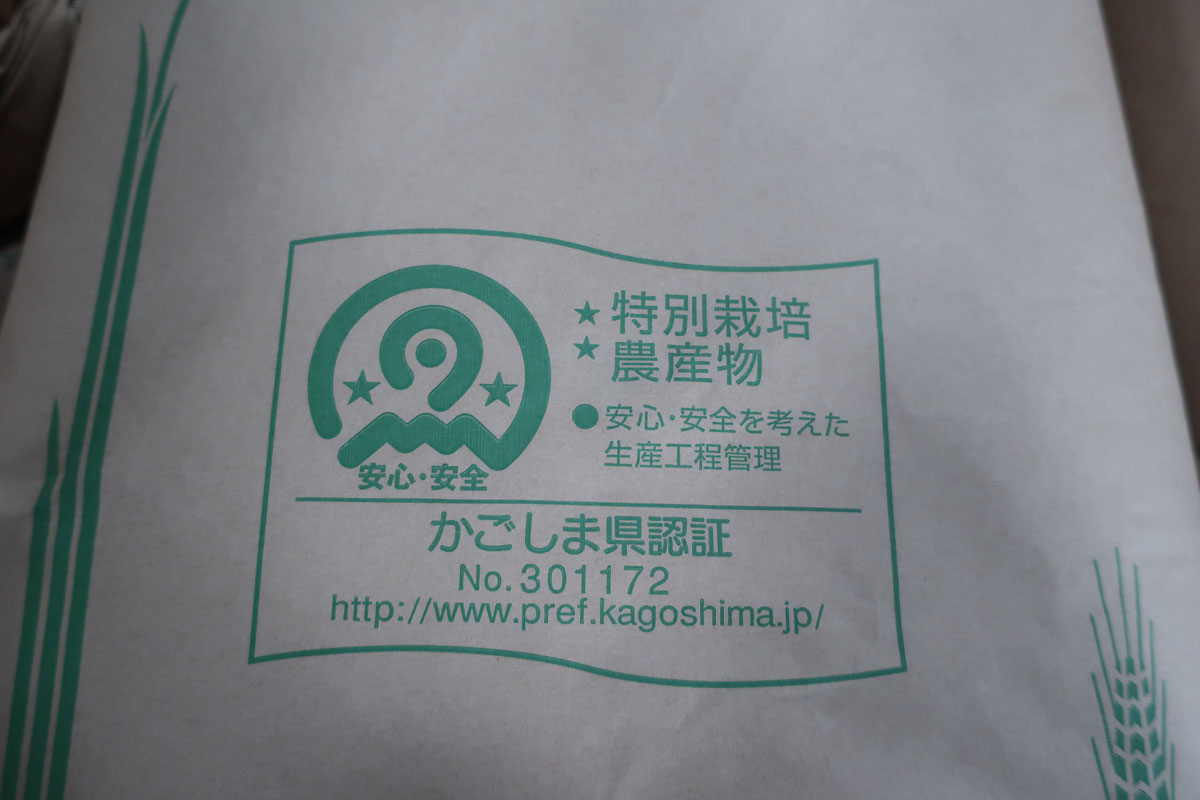 ★特別栽培
★農産物
●安心・安全を考えた
生産工程管理
安心・安全
かごしま県認証
No.301172
http://www.pref.kagoshima.jp/